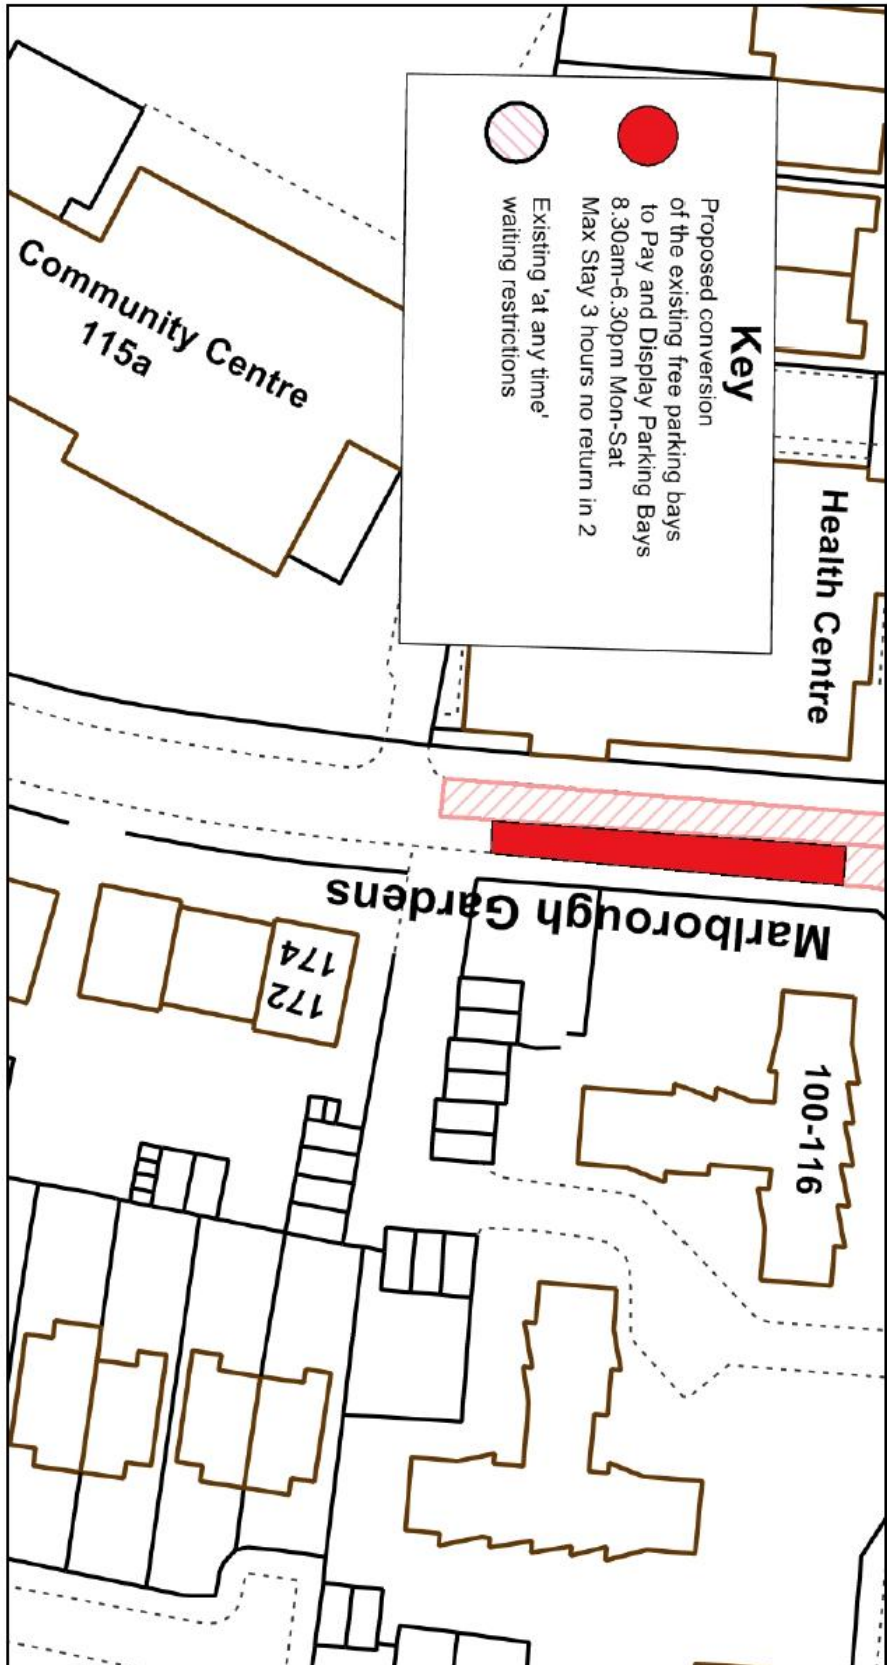 Key
Proposed conversion
of the existing free parking bays
to Pay and Display Parking Bays
8.30am-6.30pm Mon-Sat
Max Stay 3 hours no return in 2
Existing 'at any time'
waiting restrictions
Health Centre
Community Centre
115a
Marlborough Gardens
174
172
100-116